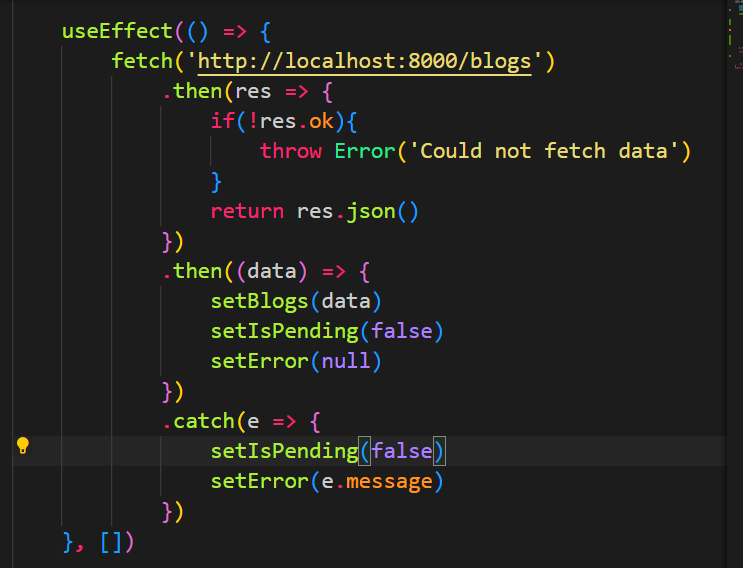 useEffect(() => {
fetch('http://localhost:8000/blogs')
.then(res => {
if(!res.ok){
throw Error('Could not fetch data')
}
return res.json()
})
.then((data) => {
setBlogs(data)
setIsPending(false)
setError(null)
})
.catch(e => {
setIsPending(false)
setError(e.message)
})
}, [])